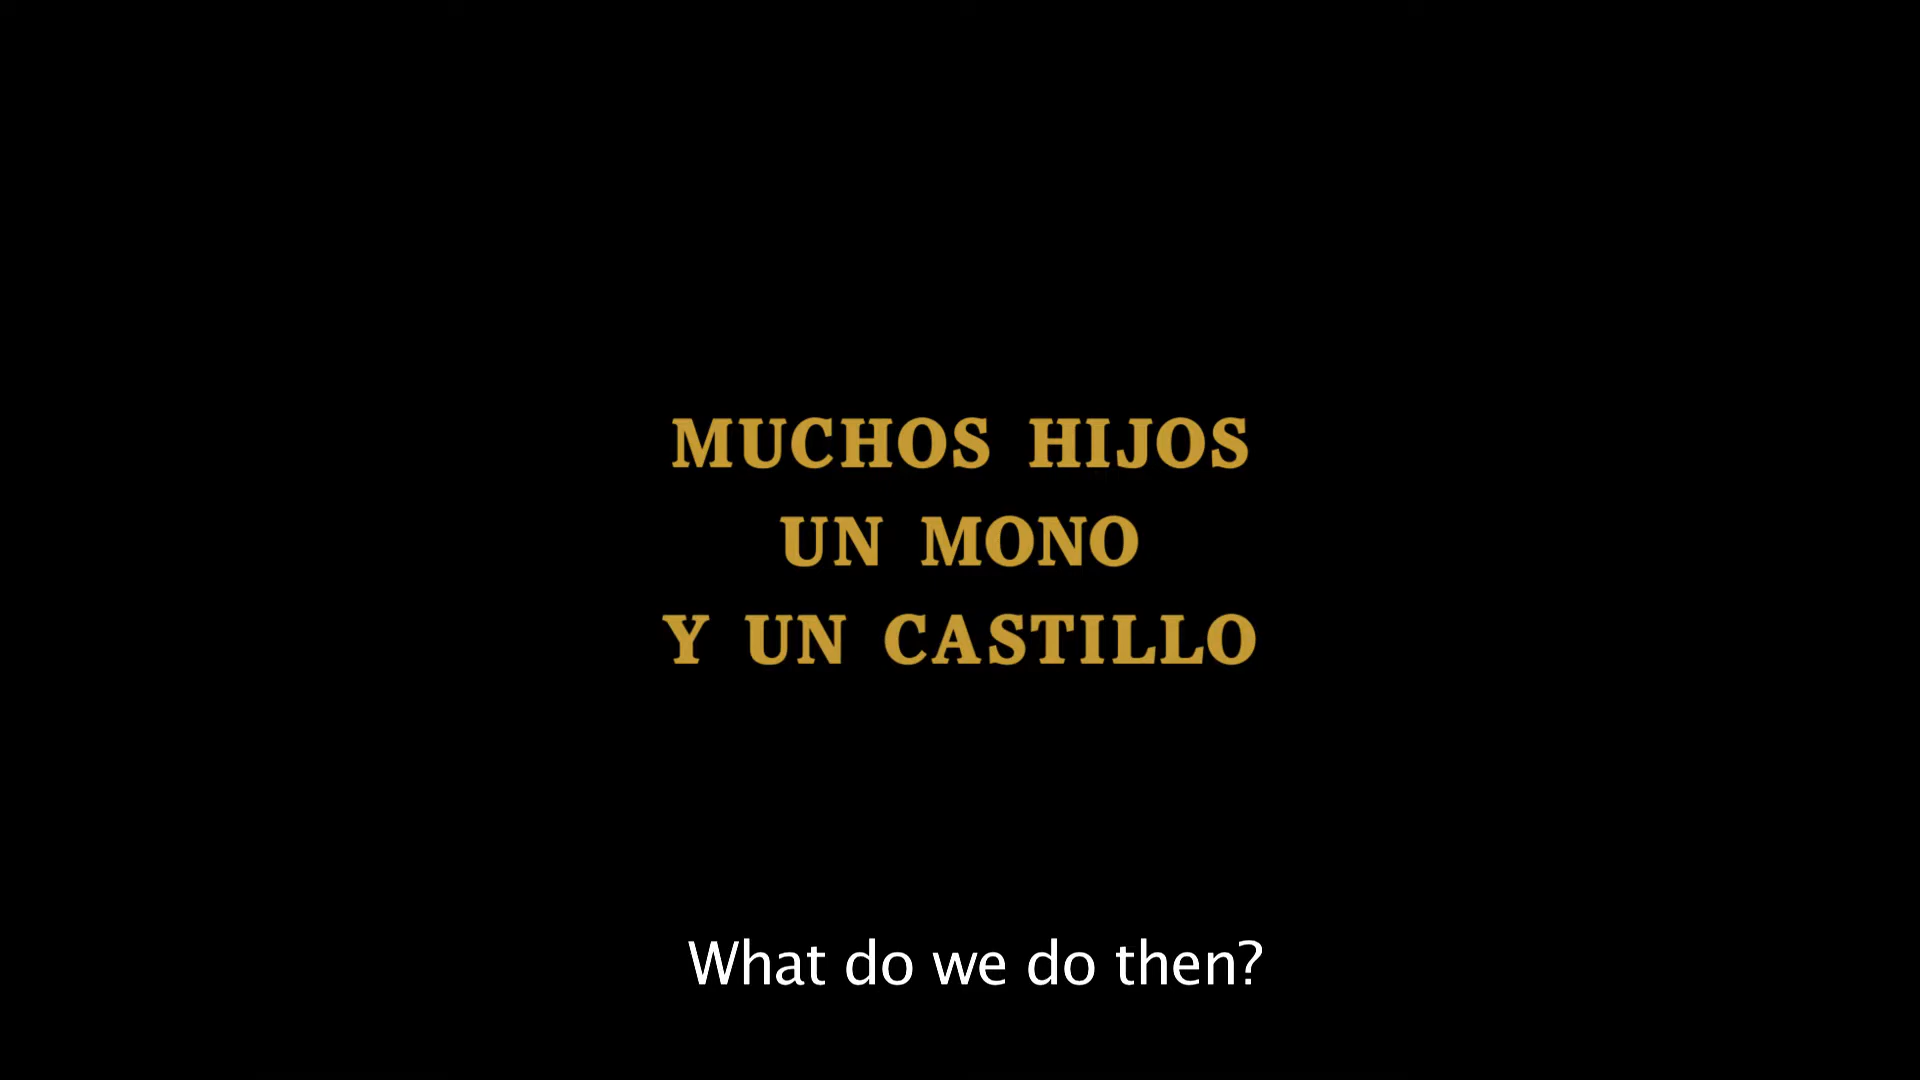 MUCHOS HIJOS
UN MONO
Y UN CASTILLO
What do we do then?